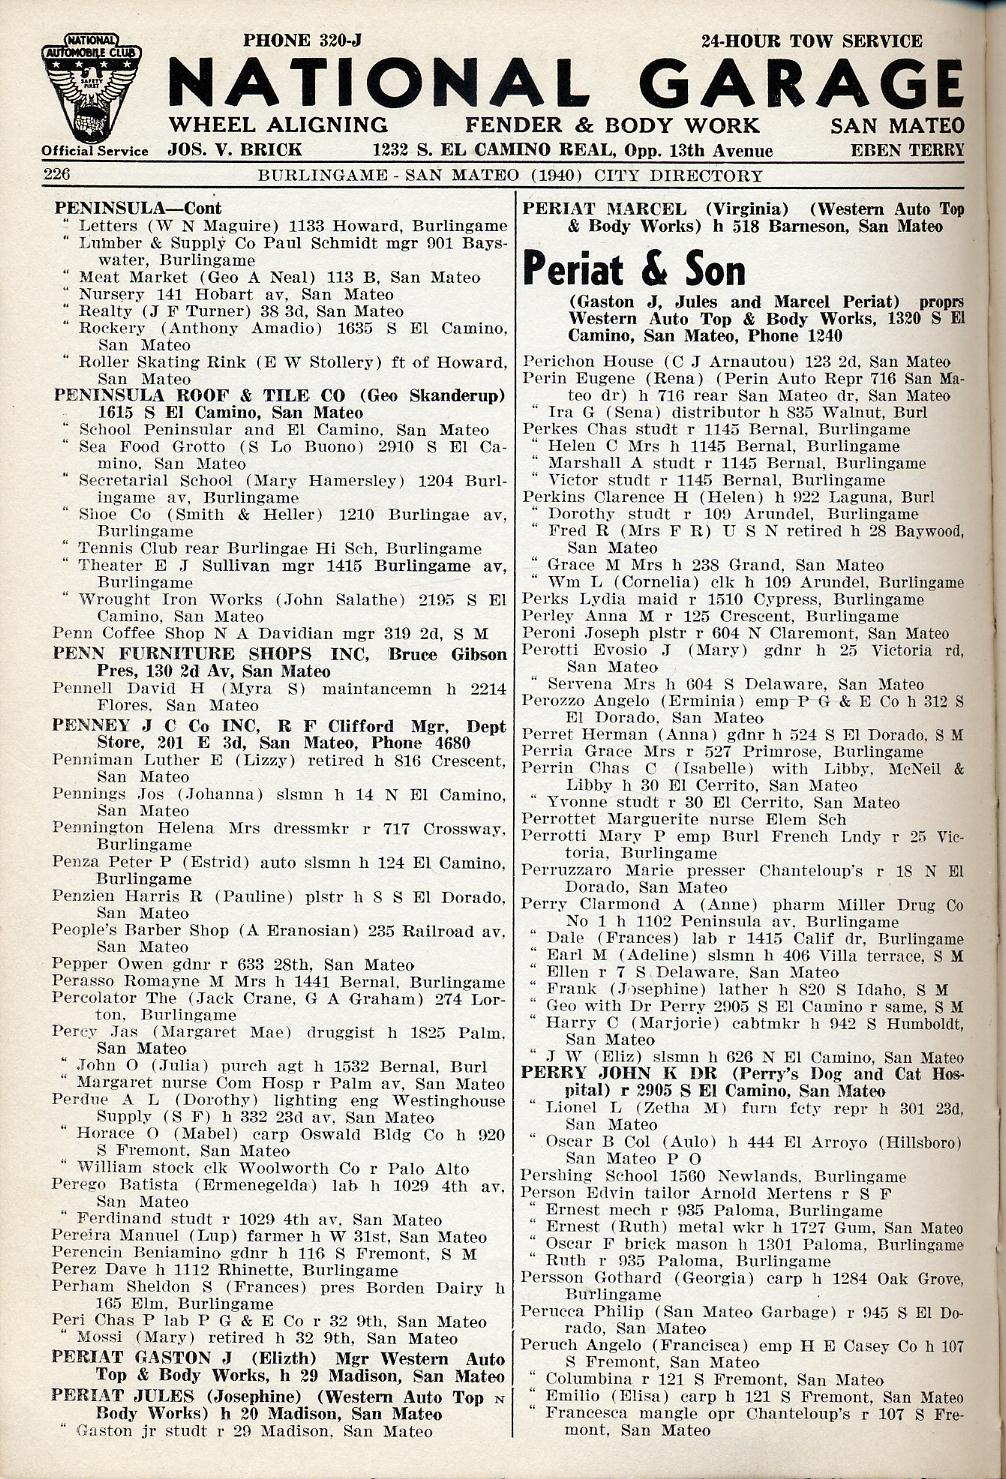 NATIONAL
AUTOMOBILE CLUB
SAFETY
FIRST
Official Service
PHONE 320-J 24-HOUR TOW SERVICE
NATIONAL GARAGE
WHEEL ALIGNING FENDER & BODY WORK SAN MATEO
JOS. V. BRICK 1232 S. EL CAMINO REAL, Opp. 13th Avenue EBEN TERRY
226 BURLINGAME - SAN MATEO (1940) CITY DIRECTORY
PENINSULA—Cont
" Letters (W N Maguire) 1133 Howard, Burlingame
" Lumber & Supply Co Paul Schmidt mgr 901 Bays-
water, Burlingame
" Meat Market (Geo A Neal) 113 B, San Mateo
" Nursery 141 Hobart av, San Mateo
" Realty (J F Turner) 38 3d, San Mateo
" Rockery (Anthony Amadio) 1635 S El Camino,
San Mateo
" Roller Skating Rink (E W Stollery) ft of Howard,
San Mateo
PENINSULA ROOF & TILE CO (Geo Skanderup)
1615 S El Camino, San Mateo
" School Peninsular and El Camino, San Mateo
" Sea Food Grotto (S Lo Buono) 2910 S El Ca-
mino, San Mateo
" Secretarial School (Mary Hamersley) 1204 Burl-
ingame av, Burlingame
" Shoe Co (Smith & Heller) 1210 Burlingae av,
Burlingame
" Tennis Club rear Burlingae Hi Sch, Burlingame
" Theater E J Sullivan mgr 1415 Burlingame av,
Burlingame
" Wrought Iron Works (John Salathe) 2195 S El
Camino, San Mateo
Penn Coffee Shop N A Davidian mgr 319 2d, S M
PENN FURNITURE SHOPS INC, Bruce Gibson
Pres, 130 2d Av, San Mateo
Pennell David H (Myra S) maintancemn h 2214
Flores, San Mateo
PENNEY J C Co INC, R F Clifford Mgr, Dept
Store, 201 E 3d, San Mateo, Phone 4680
Penniman Luther E (Lizzy) retired h 816 Crescent,
San Mateo
Pennings Jos (Johanna) slsmn h 14 N El Camino,
San Mateo
Pennington Helena Mrs dressmkr r 717 Crossway,
Burlingame
Penza Peter P (Estrid) auto slsmn h 124 El Camino,
Burlingame
Penzien Harris R (Pauline) plstr h S S El Dorado,
San Mateo
People's Barber Shop (A Eranosian) 235 Railroad av,
San Mateo
Pepper Owen gdnr r 633 28th, San Mateo
Perasso Romayne M Mrs h 1441 Bernal, Burlingame
Percolator The (Jack Crane, G A Graham) 274 Lor-
ton, Burlingame
Percy Jas (Margaret Mae) druggist h 1825 Palm,
San Mateo
" John O (Julia) purch agt h 1532 Bernal, Burl
" Margaret nurse Com Hosp r Palm av, San Mateo
Perdue A L (Dorothy) lighting eng Westinghouse
Supply (S F) h 332 23d av, San Mateo
" Horace O (Mabel) carp Oswald Bldg Co h 920
S Fremont, San Mateo
" William stock clk Woolworth Co r Palo Alto
Perego Batista (Ermenegelda) lab h 1029 4th av,
San Mateo
" Ferdinand studt r 1029 4th av, San Mateo
Pereira Manuel (Lup) farmer h W 31st, San Mateo
Perencin Beniamino gdnr h 116 S Fremont, S M
Perez Dave h 1112 Rhinette, Burlingame
Perham Sheldon S (Frances) pres Borden Dairy h
165 Elm, Burlingame
Peri Chas P lab P G & E Co r 32 9th, San Mateo
" Mossi (Mary) retired h 32 9th, San Mateo
PERIAT GASTON J (Elizth) Mgr Western Auto
Top & Body Works, h 29 Madison, San Mateo
PERIAT JULES (Josephine) (Western Auto Top N
Body Works) h 20 Madison, San Mateo
" Gaston jr studt r 29 Madison, San Mateo
PERIAT MARCEL (Virginia) (Western Auto Top
& Body Works) h 518 Barneson, San Mateo
Periat & Son
(Gaston J, Jules and Marcel Periat) proprs
Western Auto Top & Body Works, 1320 S El
Camino, San Mateo, Phone 1240
Perichon House (C J Arnautou) 123 2d, San Mateo
Perin Eugene (Rena) (Perin Auto Repr 716 San Ma-
teo dr) h 716 rear San Mateo dr, San Mateo
" Ira G (Sena) distributor h 835 Walnut, Burl
Perkes Chas studt r 1145 Bernal, Burlingame
" Helen C Mrs h 1145 Bernal, Burlingame
" Marshall A studt r 1145 Bernal, Burlingame
" Victor studt r 1145 Bernal, Burlingame
Perkins Clarence H (Helen) h 922 Laguna, Burl
" Dorothy studt r 109 Arundel, Burlingame
" Fred R (Mrs F R) U S N retired h 28 Baywood,
San Mateo
" Grace M Mrs h 238 Grand, San Mateo
" Wm L (Cornelia) clk h 109 Arundel, Burlingame
Perks Lydia maid r 1510 Cypress, Burlingame
Perley Anna M r 125 Crescent, Burlingame
Peroni Joseph plstr r 604 N Claremont, San Mateo
Perotti Evosio J (Mary) gdnr h 25 Victoria rd,
San Mateo
" Servena Mrs h 604 S Delaware, San Mateo
Perozzo Angelo (Erminia) emp P G & E Co h 312 S
El Dorado, San Mateo
Perret Herman (Anna) gdnr h 524 S El Dorado, S M
Perria Grace Mrs r 527 Primrose, Burlingame
Perrin Chas C (Isabelle) with Libby, McNeil &
Libby h 30 El Cerrito, San Mateo
" Yvonne studt r 30 El Cerrito, San Mateo
Perrottet Marguerite nurse Elem Sch
Perrotti Mary P emp Burl French Lndy r 25 Vic-
toria, Burlingame
Perruzzaro Marie presser Chanteloup's r 18 N El
Dorado, San Mateo
Perry Clarmond A (Anne) pharm Miller Drug Co
No 1 h 1102 Peninsula av, Burlingame
" Dale (Frances) lab r 1415 Calif dr, Burlingame
" Earl M (Adeline) slsmn h 406 Villa terrace, S M
" Ellen r 7 S Delaware, San Mateo
" Frank (Josephine) lather h 820 S Idaho, S M
" Geo with Dr Perry 2905 S El Camino r same, S M
" Harry C (Marjorie) cabtmkr h 942 S Humboldt,
San Mateo
" J W (Eliz) slsmn h 626 N El Camino, San Mateo
PERRY JOHN K DR (Perry's Dog and Cat Hos-
pital) r 2905 S El Camino, San Mateo
" Lionel L (Zetha M) furn fcty repr h 301 23d,
San Mateo
" Oscar B Col (Aulo) h 444 El Arroyo (Hillsboro)
San Mateo P O
Pershing School 1560 Newlands, Burlingame
Person Edvin tailor Arnold Mertens r S F
" Ernest mech r 935 Paloma, Burlingame
" Ernest (Ruth) metal wkr h 1727 Gum, San Mateo
" Oscar F brick mason h 1301 Paloma, Burlingame
" Ruth r 935 Paloma, Burlingame
Persson Gothard (Georgia) carp h 1284 Oak Grove,
Burlingame
Perucca Philip (San Mateo Garbage) r 945 S El Do-
rado, San Mateo
Peruch Angelo (Francisca) emp H E Casey Co h 107
S Fremont, San Mateo
" Columbina r 121 S Fremont, San Mateo
" Emilio (Elisa) carp h 121 S Fremont, San Mateo
" Francesca mangle opr Chanteloup's r 107 S Fre-
mont, San Mateo